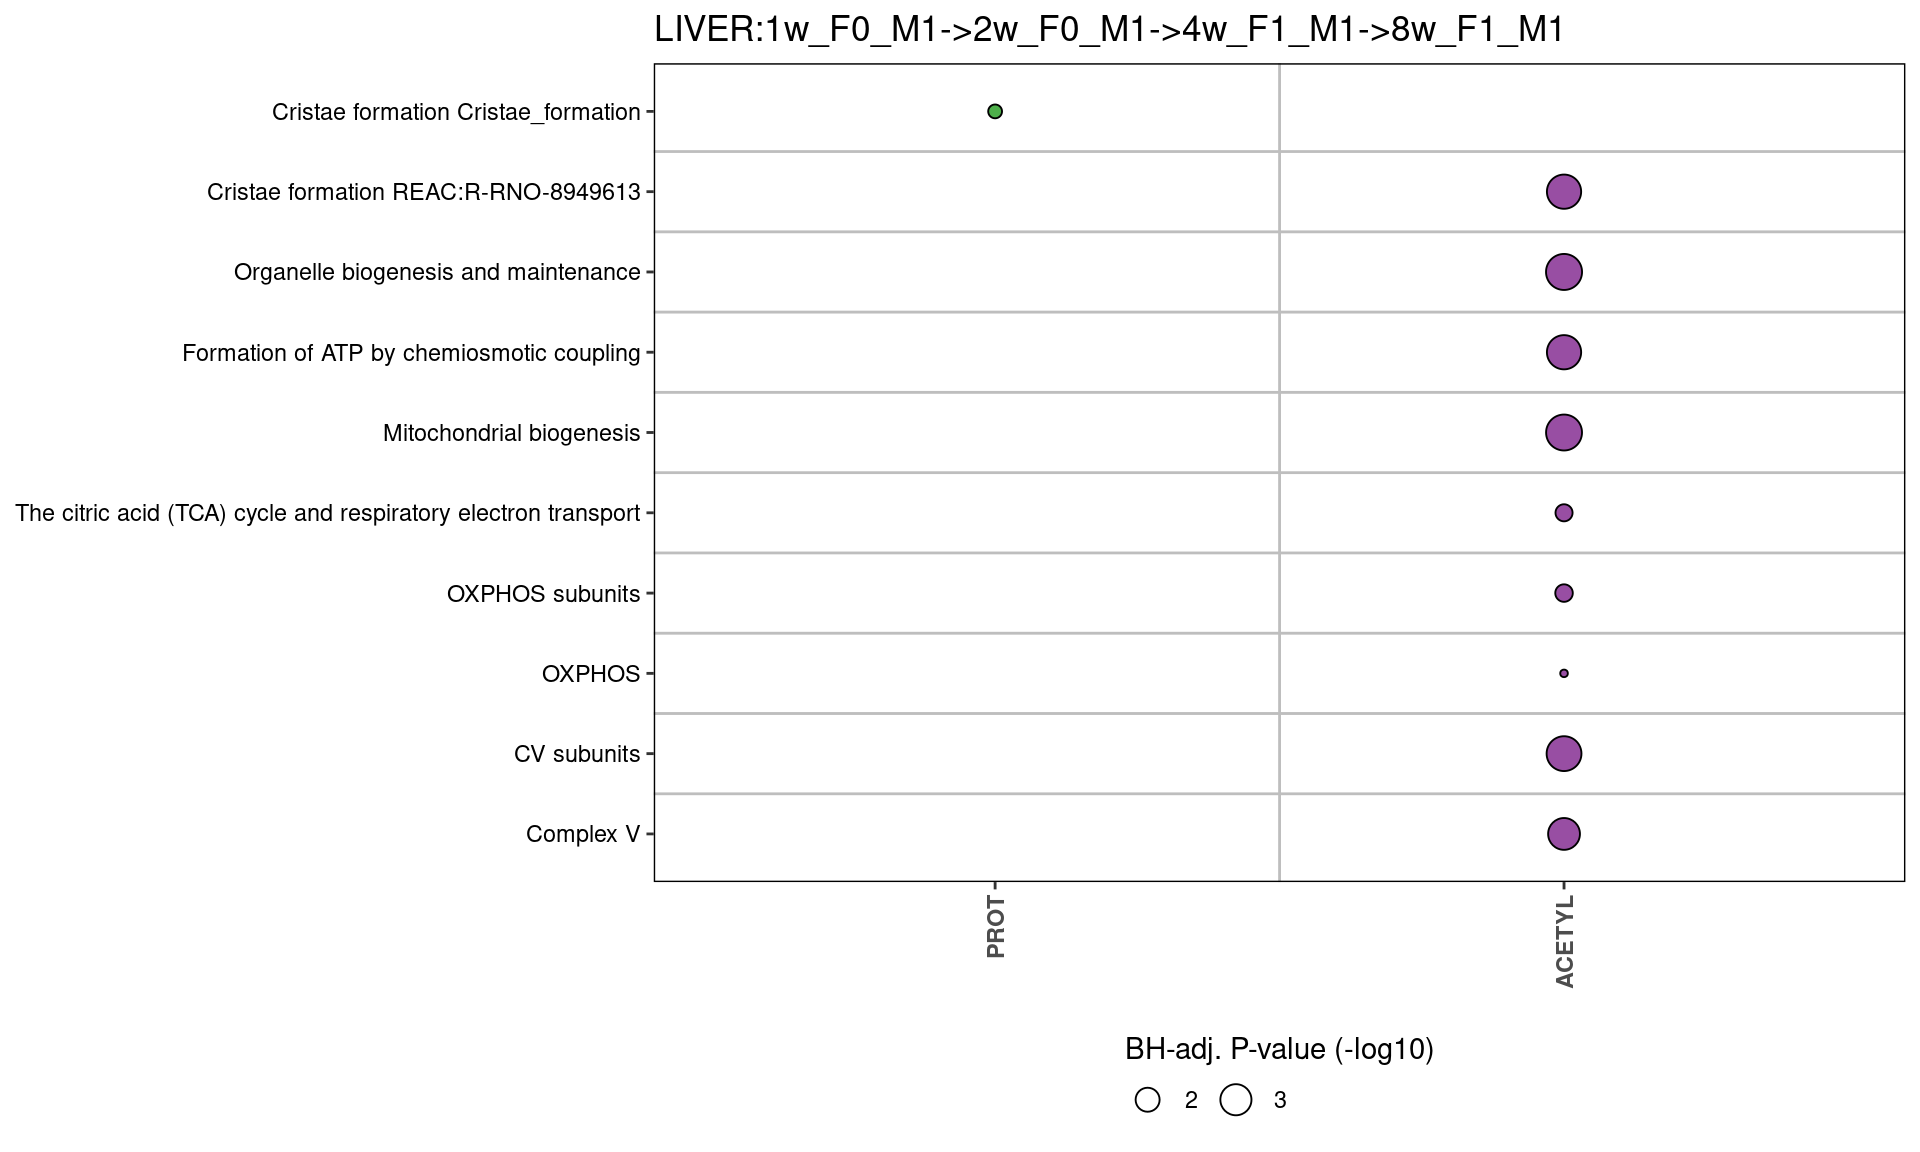 LIVER:1w_F0_M1->2w_F0_M1->4w_F1_M1->8w_F1_M1
Cristae formation Cristae_formation
Cristae formation REAC:R-RNO-8949613
Organelle biogenesis and maintenance
Formation of ATP by chemiosmotic coupling
Mitochondrial biogenesis
The citric acid (TCA) cycle and respiratory electron transport
OXPHOS subunits
OXPHOS
CV subunits
Complex V
PROT
ACETYL
BH-adj. P-value (-log10)
2 3